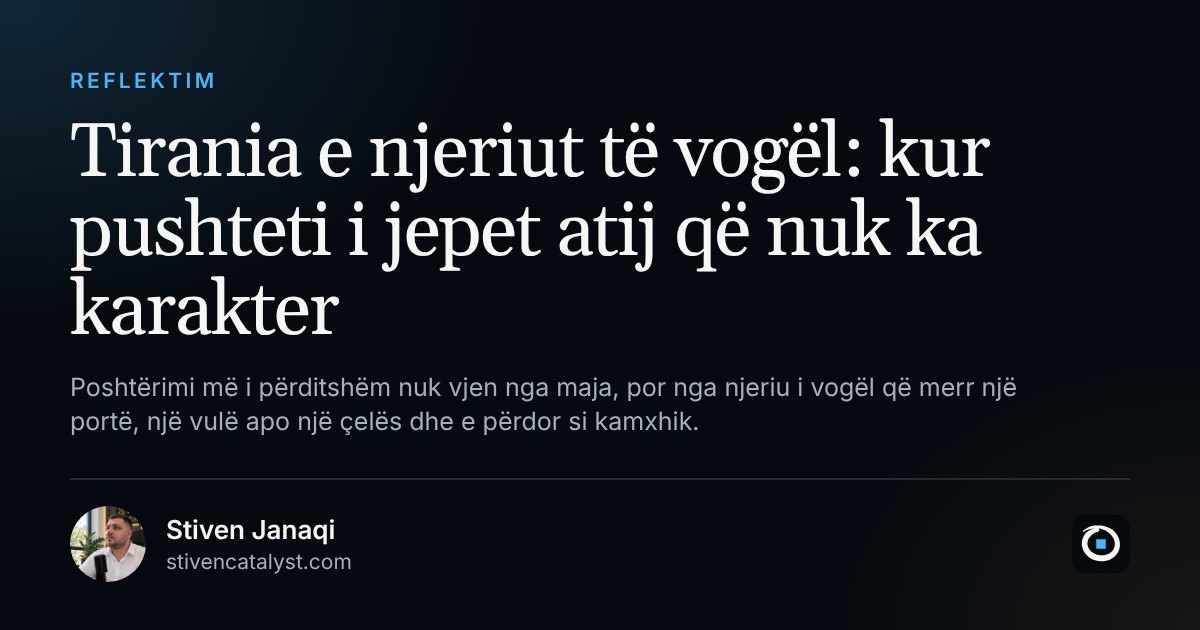 REFLEKTIM
Tirania e njeriut të vogël: kur
pushteti i jepet atij që nuk ka
karakter
Poshtërimi më i përditshëm nuk vjen nga maja, por nga njeriu i vogël që merr një
portë, një vulë apo një çelës dhe e përdor si kamxhik.
Stiven Janaqi
stivencatalyst.com